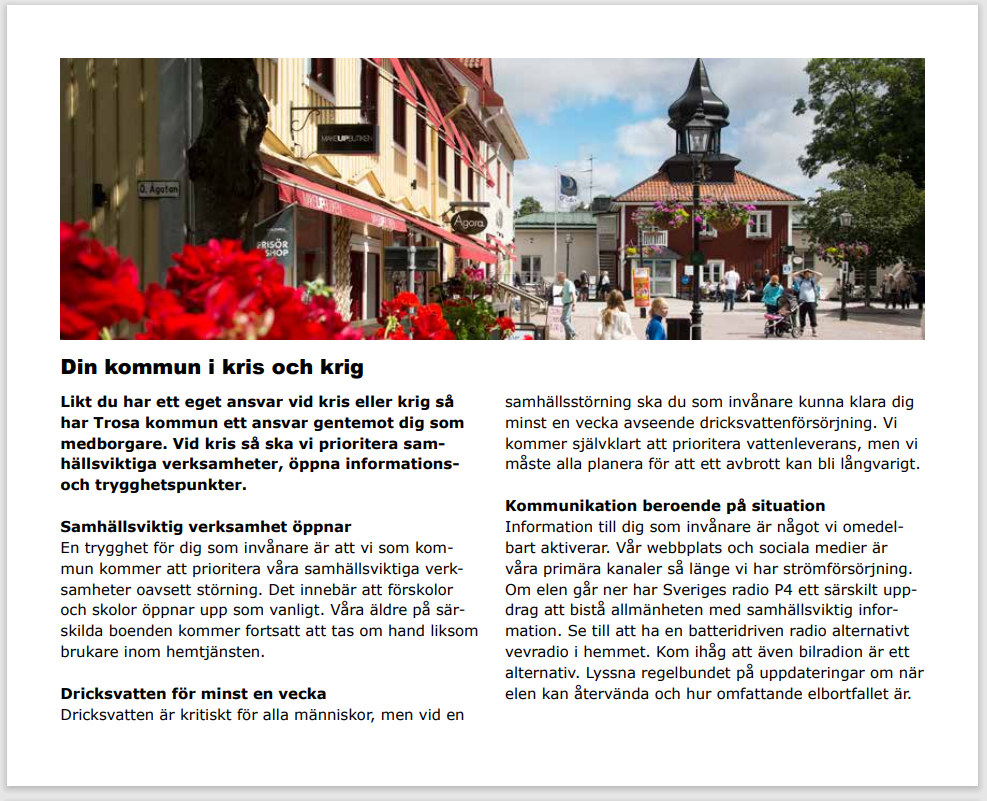 MAKEUPBUTIKEN
Ö. Ågatan
MAKEUPBUTIKEN
Agora
FRISÖR
SHOP
Din kommun i kris och krig
Likt du har ett eget ansvar vid kris eller krig så
har Trosa kommun ett ansvar gentemot dig som
medborgare. Vid kris så ska vi prioritera sam-
hällsviktiga verksamheter, öppna informations-
och trygghetspunkter.
Samhällsviktig verksamhet öppnar
En trygghet för dig som invånare är att vi som kom-
mun kommer att prioritera våra samhällsviktiga verk-
samheter oavsett störning. Det innebär att förskolor
och skolor öppnar upp som vanligt. Våra äldre på sär-
skilda boenden kommer fortsatt att tas om hand liksom
brukare inom hemtjänsten.
Dricksvatten för minst en vecka
Dricksvatten är kritiskt för alla människor, men vid en
samhällsstörning ska du som invånare kunna klara dig
minst en vecka avseende dricksvattenförsörjning. Vi
kommer självklart att prioritera vattenleverans, men vi
måste alla planera för att ett avbrott kan bli långvarigt.
Kommunikation beroende på situation
Information till dig som invånare är något vi omedel-
bart aktiverar. Vår webbplats och sociala medier är
våra primära kanaler så länge vi har strömförsörjning.
Om elen går ner har Sveriges radio P4 ett särskilt upp-
drag att bistå allmänheten med samhällsviktig infor-
mation. Se till att ha en batteridriven radio alternativt
vevradio i hemmet. Kom ihåg att även bilradion är ett
alternativ. Lyssna regelbundet på uppdateringar om när
elen kan återvända och hur omfattande elbortfallet är.